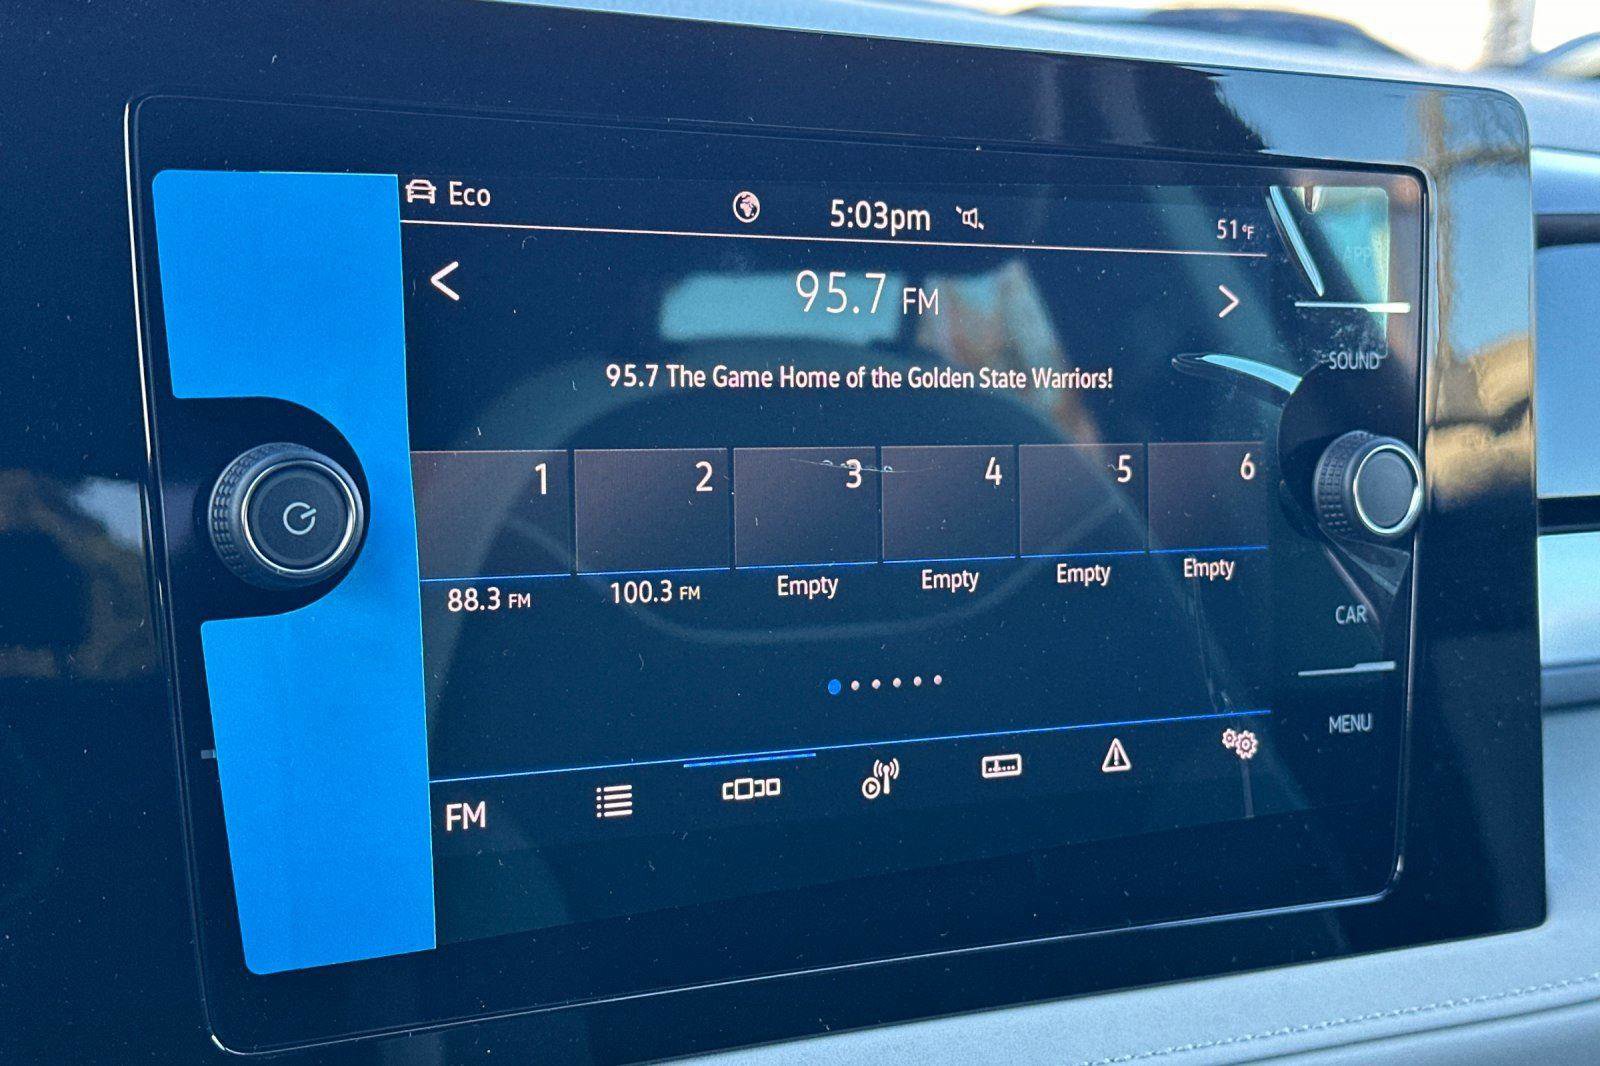 Eco
5:03pm
51°F
APP
95.7 FM
95.7 The Game Home of the Golden State Warriors!
SOUND
1 2 3 4 5 6
88.3 FM 100.3 FM Empty Empty Empty Empty
CAR
MENU
FM